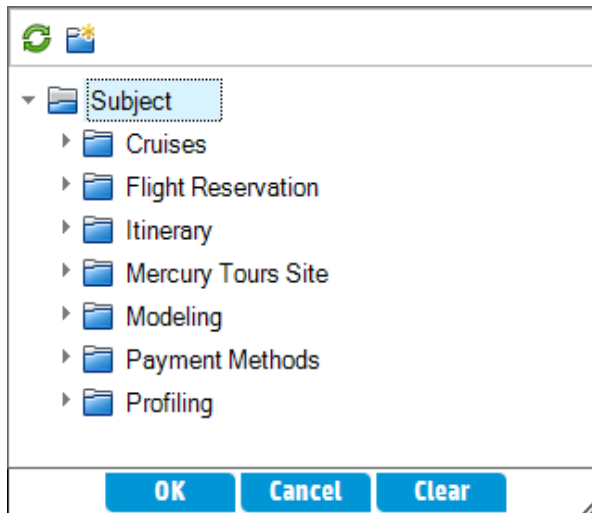 Subject
Cruises
Flight Reservation
Itinerary
Mercury Tours Site
Modeling
Payment Methods
Profiling
OK Cancel Clear